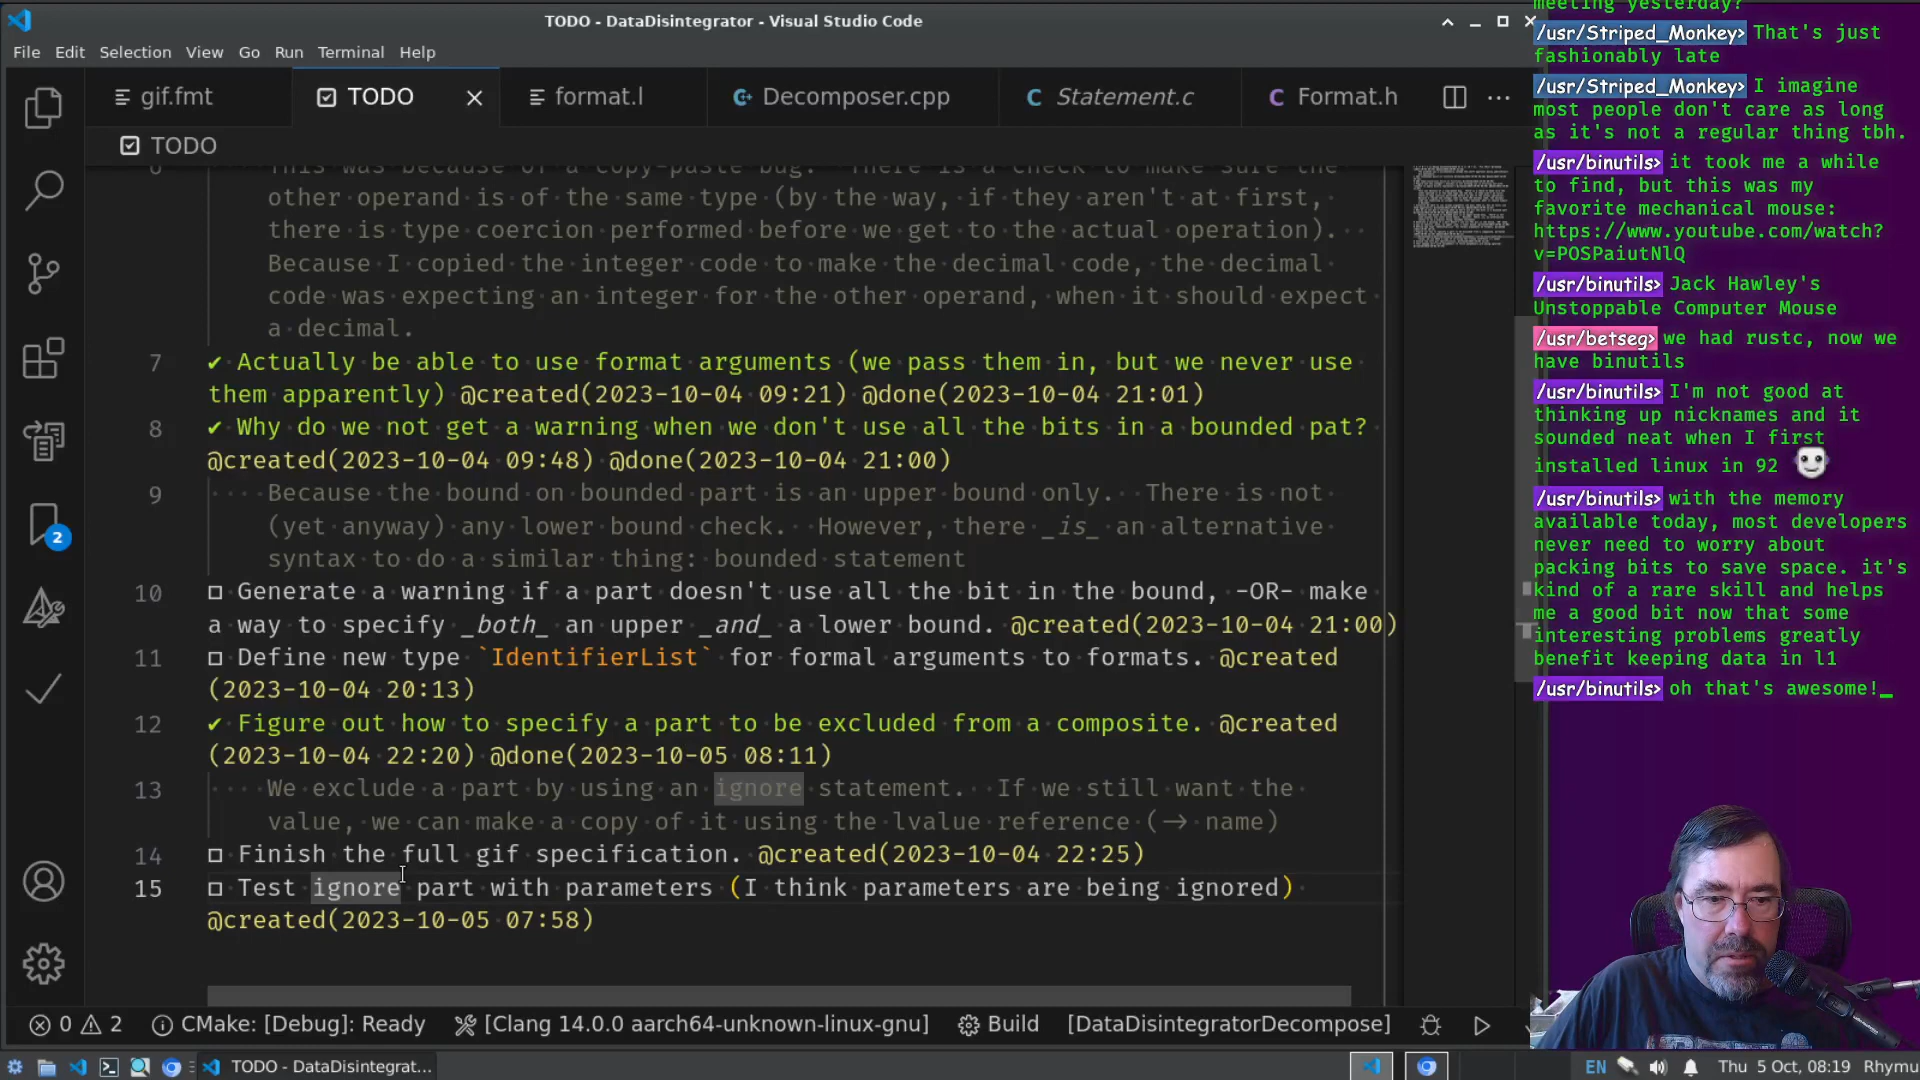 TODO - DataDisintegrator - Visual Studio Code
File Edit Selection View Go Run Terminal Help
gif.fmt
TODO
format.l
Decomposer.cpp
Statement.c
Format.h
TODO
6 This was because of a copy-paste bug. There is a check to make sure the
other operand is of the same type (by the way, if they aren't at first,
there is type coercion performed before we get to the actual operation).
Because I copied the integer code to make the decimal code, the decimal
code was expecting an integer for the other operand, when it should expect
a decimal.
7 ✔ Actually be able to use format arguments (we pass them in, but we never use
them apparently) @created(2023-10-04 09:21) @done(2023-10-04 21:01)
8 ✔ Why do we not get a warning when we don't use all the bits in a bounded pat?
@created(2023-10-04 09:48) @done(2023-10-04 21:00)
9 Because the bound on bounded part is an upper bound only. There is not
(yet anyway) any lower bound check. However, there _is_ an alternative
syntax to do a similar thing: bounded statement
10 ☐ Generate a warning if a part doesn't use all the bit in the bound, -OR- make
a way to specify _both_ an upper _and_ a lower bound. @created(2023-10-04 21:00)
11 ☐ Define new type `IdentifierList` for formal arguments to formats. @created
(2023-10-04 20:13)
12 ✔ Figure out how to specify a part to be excluded from a composite. @created
(2023-10-04 22:20) @done(2023-10-05 08:11)
13 We exclude a part by using an ignore statement. If we still want the
value, we can make a copy of it using the lvalue reference (-> name)
14 ☐ Finish the full gif specification. @created(2023-10-04 22:25)
15 ☐ Test ignore part with parameters (I think parameters are being ignored)
@created(2023-10-05 07:58)
2
0 2 CMake: [Debug]: Ready [Clang 14.0.0 aarch64-unknown-linux-gnu] Build [DataDisintegratorDecompose]
TODO - DataDisintegrat...
EN Thu 5 Oct, 08:19 Rhymu
meeting yesterday?
/usr/Striped_Monkey> That's just
fashionably late
/usr/Striped_Monkey> I imagine
most people don't care as long
as it's not a regular thing tbh.
/usr/binutils> it took me a while
to find, but this was my
favorite mechanical mouse:
https://www.youtube.com/watch?
v=POSPaiutNlQ
/usr/binutils> Jack Hawley's
Unstoppable Computer Mouse
/usr/betseg> we had rustc, now we
have binutils
/usr/binutils> I'm not good at
thinking up nicknames and it
sounded neat when I first
installed linux in 92
/usr/binutils> with the memory
available today, most developers
never need to worry about
packing bits to save space. it's
kind of a rare skill and helps
me a good bit now that some
interesting problems greatly
benefit keeping data in l1
/usr/binutils> oh that's awesome!_